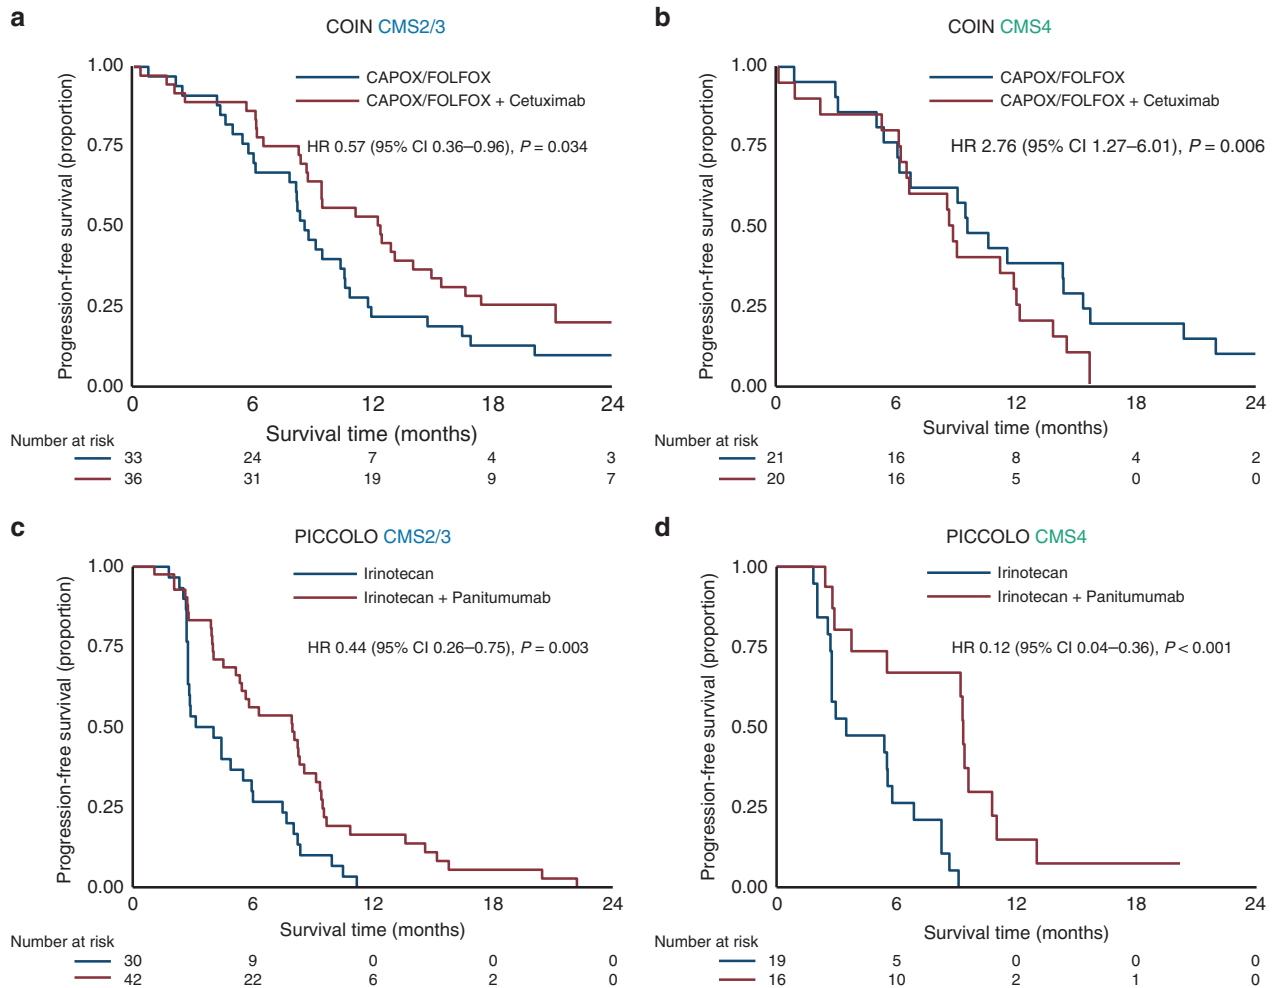 a
COIN CMS2/3
Progression-free survival (proportion)
1.00
0.75
0.50
0.25
0.00
CAPOX/FOLFOX
CAPOX/FOLFOX + Cetuximab
HR 0.57 (95% CI 0.36–0.96), P = 0.034
0 6 12 18 24
Survival time (months)
Number at risk
33 24 7 4 3
36 31 19 9 7
b
COIN CMS4
Progression-free survival (proportion)
1.00
0.75
0.50
0.25
0.00
CAPOX/FOLFOX
CAPOX/FOLFOX + Cetuximab
HR 2.76 (95% CI 1.27–6.01), P = 0.006
0 6 12 18 24
Survival time (months)
Number at risk
21 16 8 4 2
20 16 5 0 0
c
PICCOLO CMS2/3
Progression-free survival (proportion)
1.00
0.75
0.50
0.25
0.00
Irinotecan
Irinotecan + Panitumumab
HR 0.44 (95% CI 0.26–0.75), P = 0.003
0 6 12 18 24
Survival time (months)
Number at risk
30 9 0 0 0
42 22 6 2 0
d
PICCOLO CMS4
Progression-free survival (proportion)
1.00
0.75
0.50
0.25
0.00
Irinotecan
Irinotecan + Panitumumab
HR 0.12 (95% CI 0.04–0.36), P < 0.001
0 6 12 18 24
Survival time (months)
Number at risk
19 5 0 0 0
16 10 2 1 0